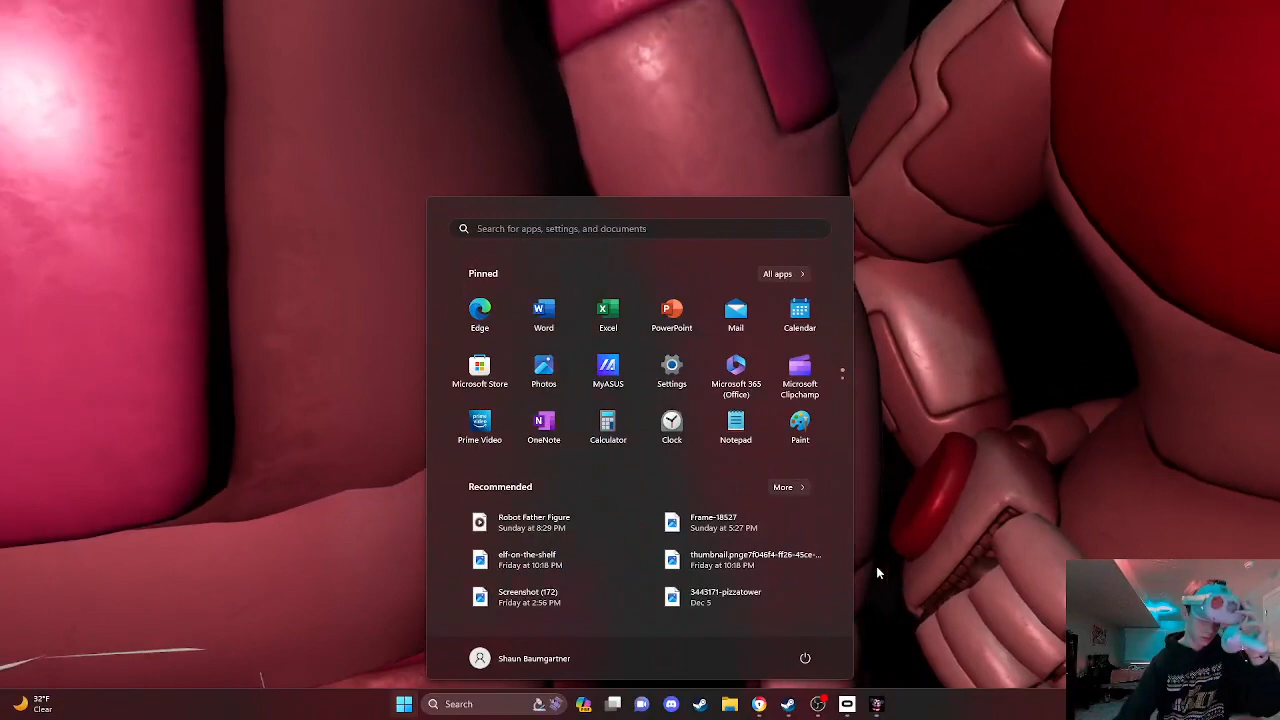 Search for apps, settings, and documents
Pinned
All apps
Edge
Word
Excel
PowerPoint
Mail
Calendar
Microsoft Store
Photos
MyASUS
Settings
Microsoft 365
(Office)
Microsoft
Clipchamp
Prime Video
OneNote
Calculator
Clock
Notepad
Paint
Recommended
More
Robot Father Figure
Sunday at 8:29 PM
Frame-18527
Sunday at 5:27 PM
elf-on-the-shelf
Friday at 10:18 PM
thumbnail.pnge7f046f4-ff26-45ce-...
Friday at 10:18 PM
Screenshot (172)
Friday at 2:56 PM
3443171-pizzatower
Dec 5
Shaun Baumgartner
32°F
Clear
Search